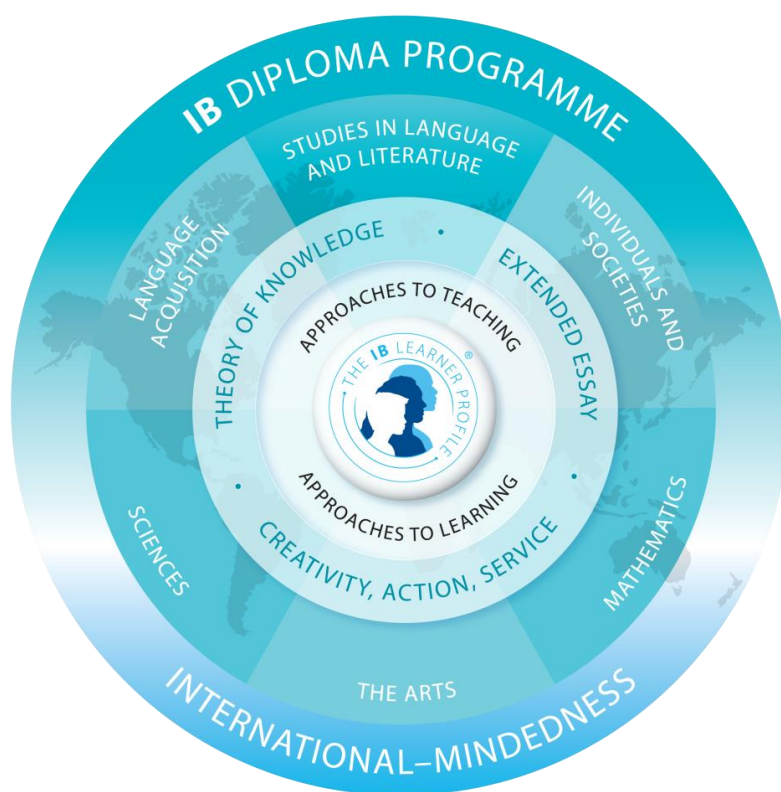 IB DIPLOMA PROGRAMME
STUDIES IN LANGUAGE
AND LITERATURE
LANGUAGE
ACQUISITION
INDIVIDUALS AND
SOCIETIES
THEORY OF KNOWLEDGE
•
EXTENDED ESSAY
•
CREATIVITY, ACTION, SERVICE
•
APPROACHES TO TEACHING
THE IB LEARNER PROFILE ®
APPROACHES TO LEARNING
SCIENCES
MATHEMATICS
THE ARTS
INTERNATIONAL–MINDEDNESS